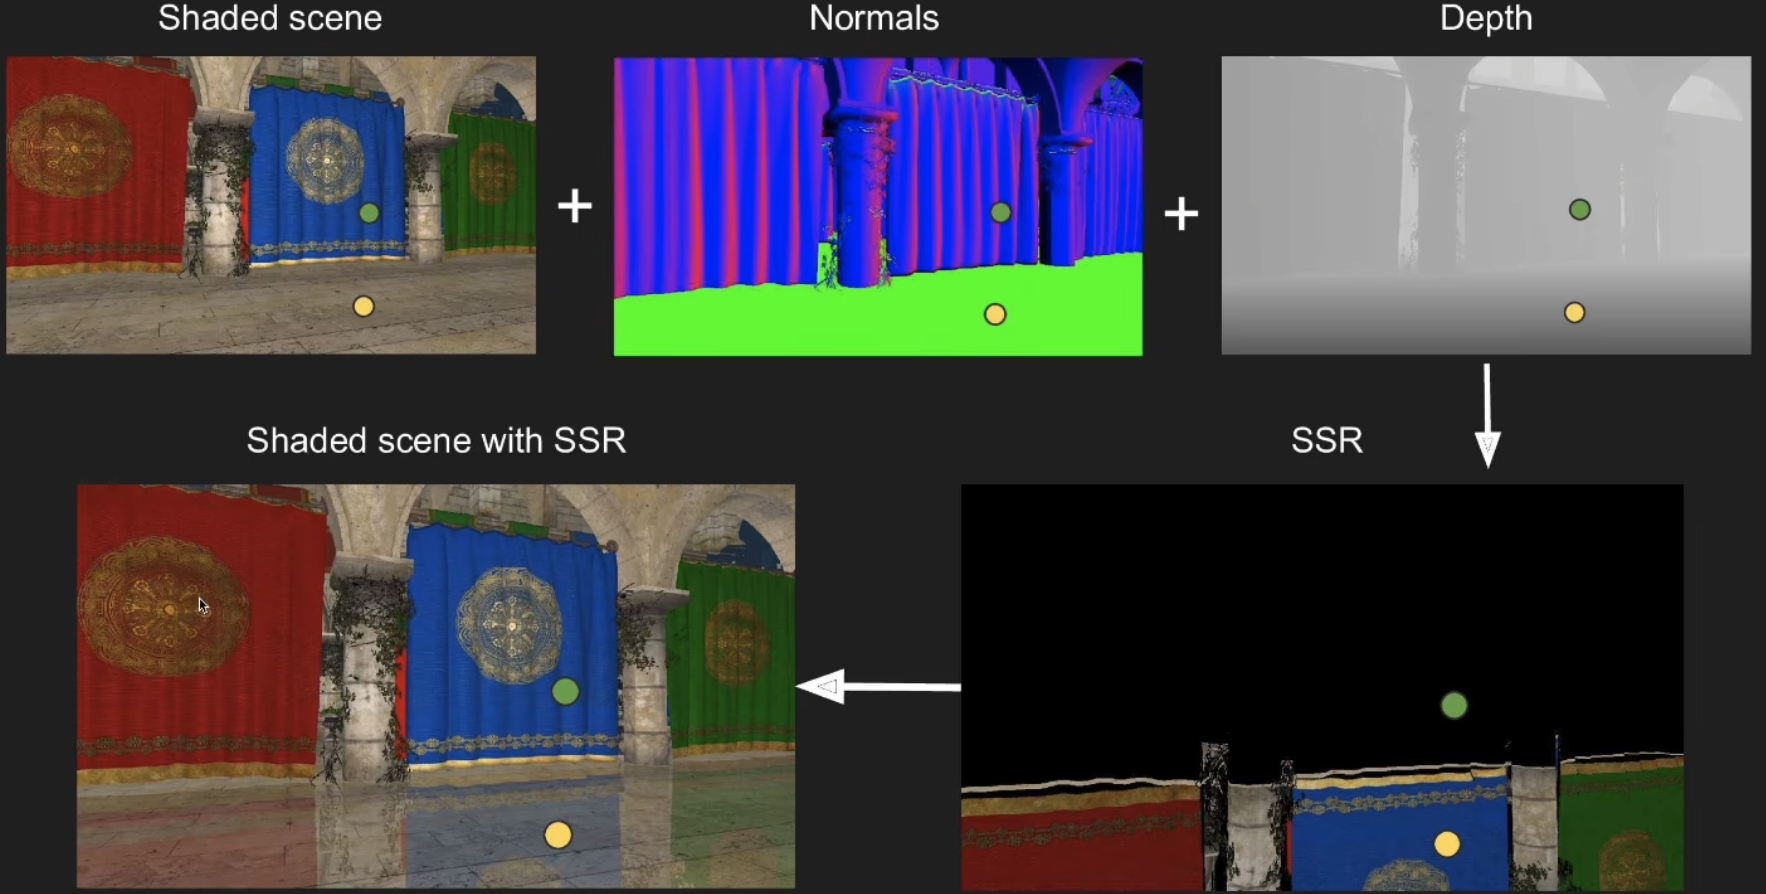 Shaded scene
Normals
Depth
+
+
Shaded scene with SSR
SSR